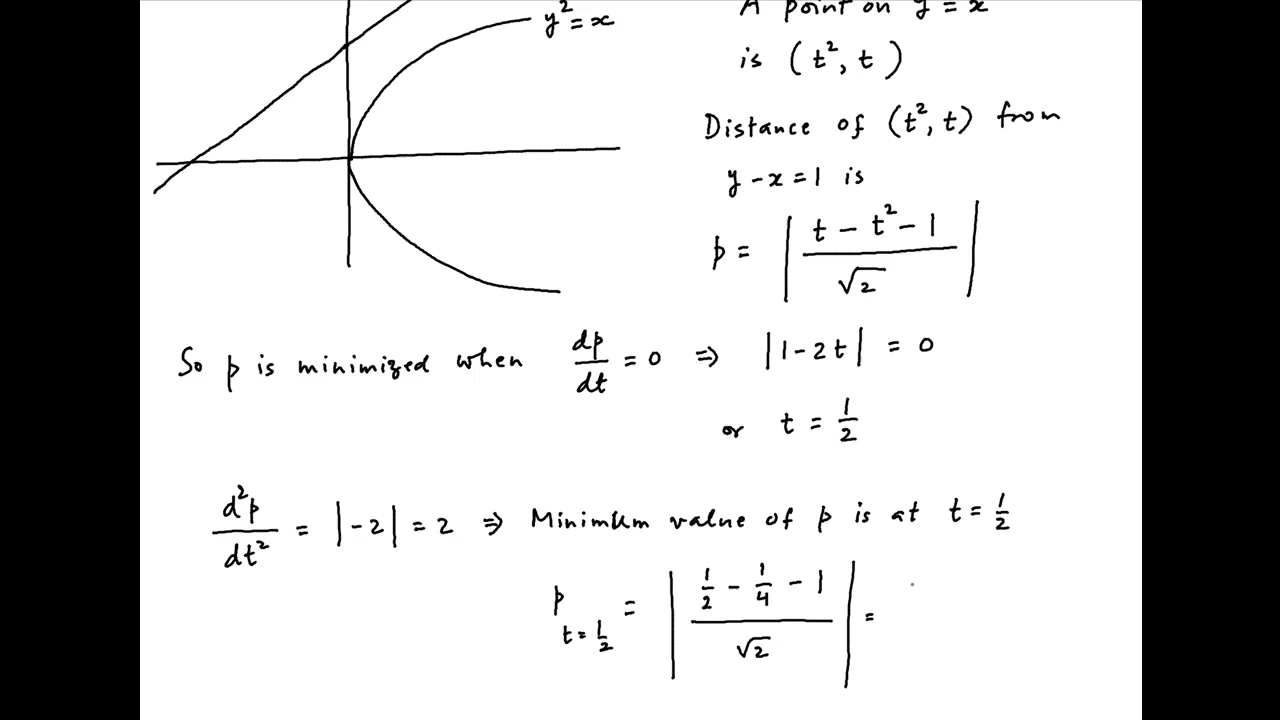 y² = x
A point on y = x
is (t², t)
Distance of (t², t) from
y - x = 1 is
p = | (t - t² - 1) / √2 |
So p is minimized when dp/dt = 0 ⇒ |1 - 2t| = 0
or t = 1/2
d²p/dt² = |-2| = 2 ⇒ Minimum value of p is at t = 1/2
p t = 1/2 = | (1/2 - 1/4 - 1) / √2 | =